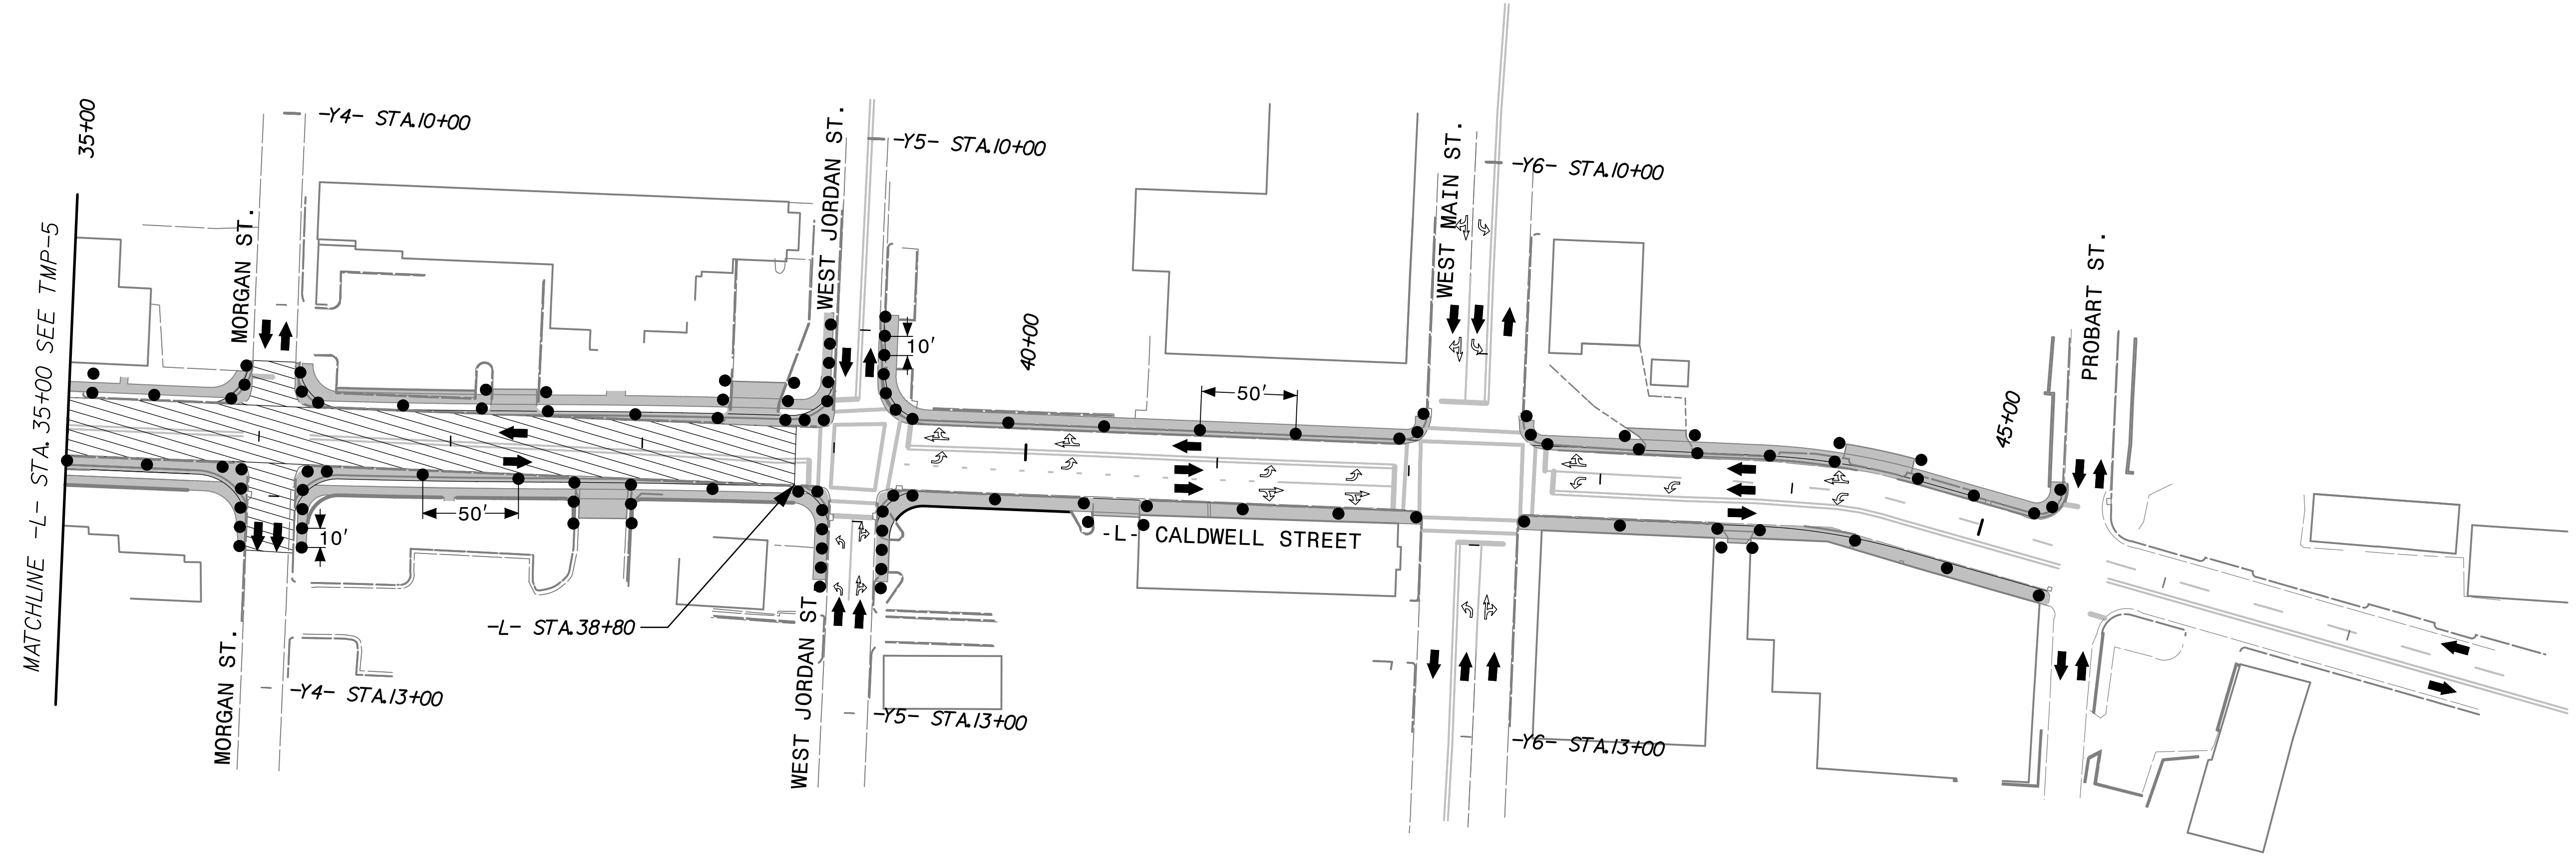 MATCHLINE -L- STA. 35+00 SEE TMP-5
35+00
-Y4- STA.10+00
MORGAN ST.
WEST JORDAN ST.
-Y5- STA.10+00
10'
40+00
50'
WEST MAIN ST.
-Y6- STA.10+00
45+00
PROBART ST.
50'
10'
-L- CALDWELL STREET
-L- STA.38+80
MORGAN ST.
-Y4- STA.13+00
WEST JORDAN ST
-Y5- STA.13+00
-Y6- STA.13+00